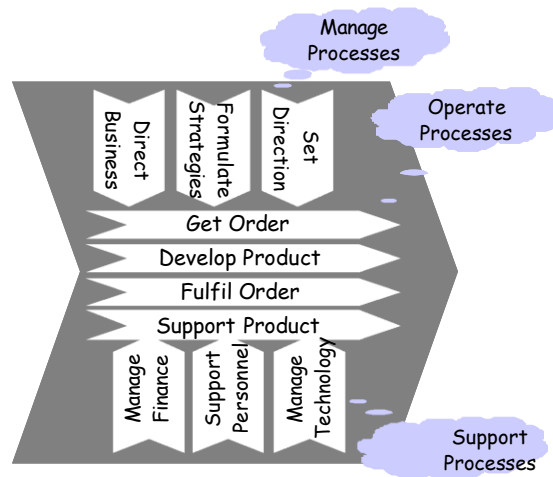 Manage
Processes
Operate
Processes
Direct
Business
Formulate
Strategies
Set
Direction
Get Order
Develop Product
Fulfil Order
Support Product
Manage
Finance
Support
Personnel
Manage
Technology
Support
Processes